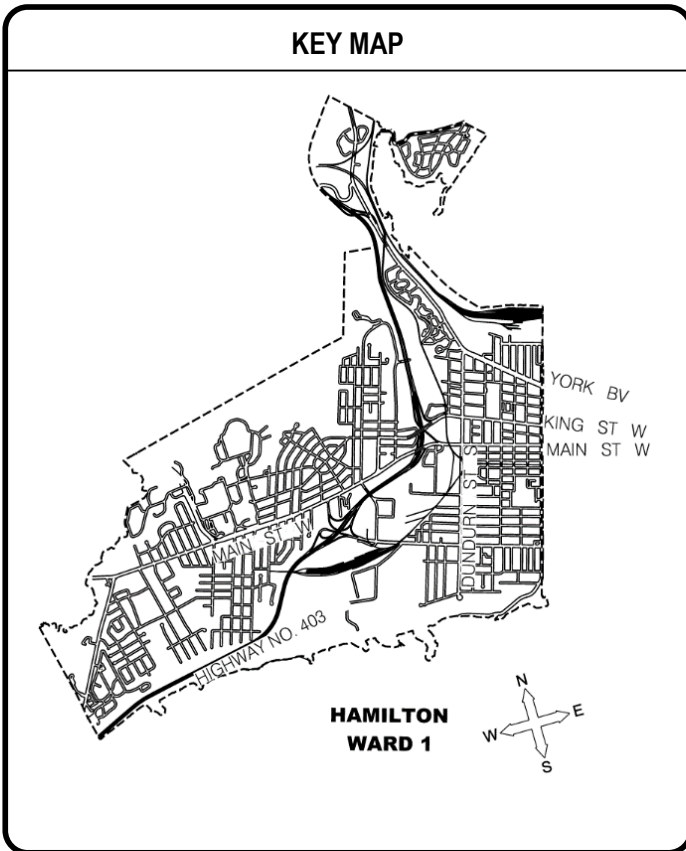 KEY MAP
YORK BV
KING ST W
MAIN ST W
DUNDURN ST S
MAIN ST W
HIGHWAY NO. 403
HAMILTON
WARD 1
N
E
W
S